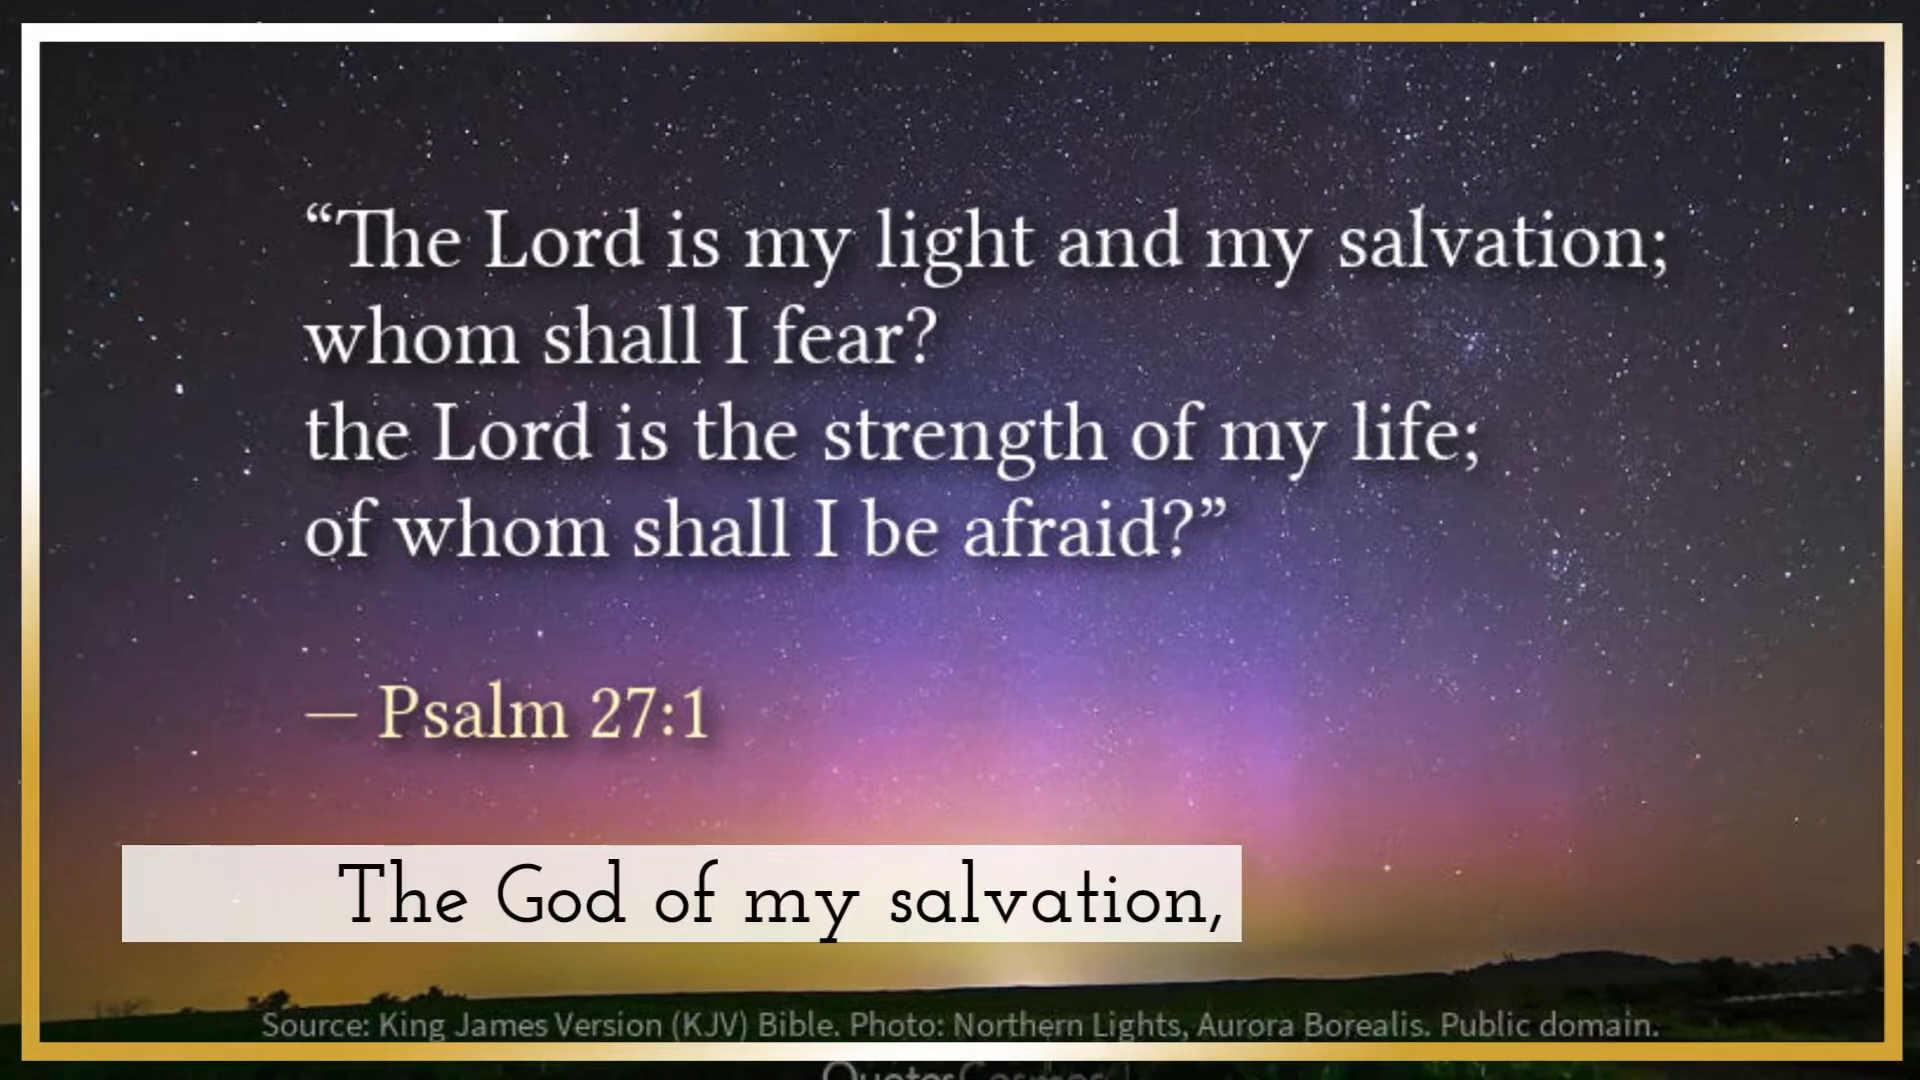 “The Lord is my light and my salvation;
whom shall I fear?
the Lord is the strength of my life;
of whom shall I be afraid?”
— Psalm 27:1
The God of my salvation,
Source: King James Version (KJV) Bible. Photo: Northern Lights, Aurora Borealis. Public domain.